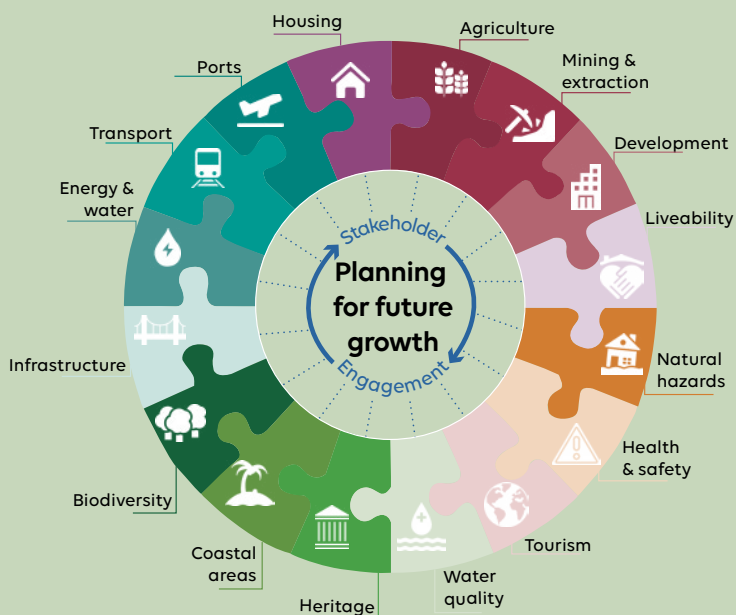 Housing
Agriculture
Mining &
extraction
Development
Liveability
Natural
hazards
Health
& safety
Tourism
Water
quality
Heritage
Coastal
areas
Biodiversity
Infrastructure
Energy &
water
Transport
Ports
Stakeholder
Planning
for future
growth
Engagement